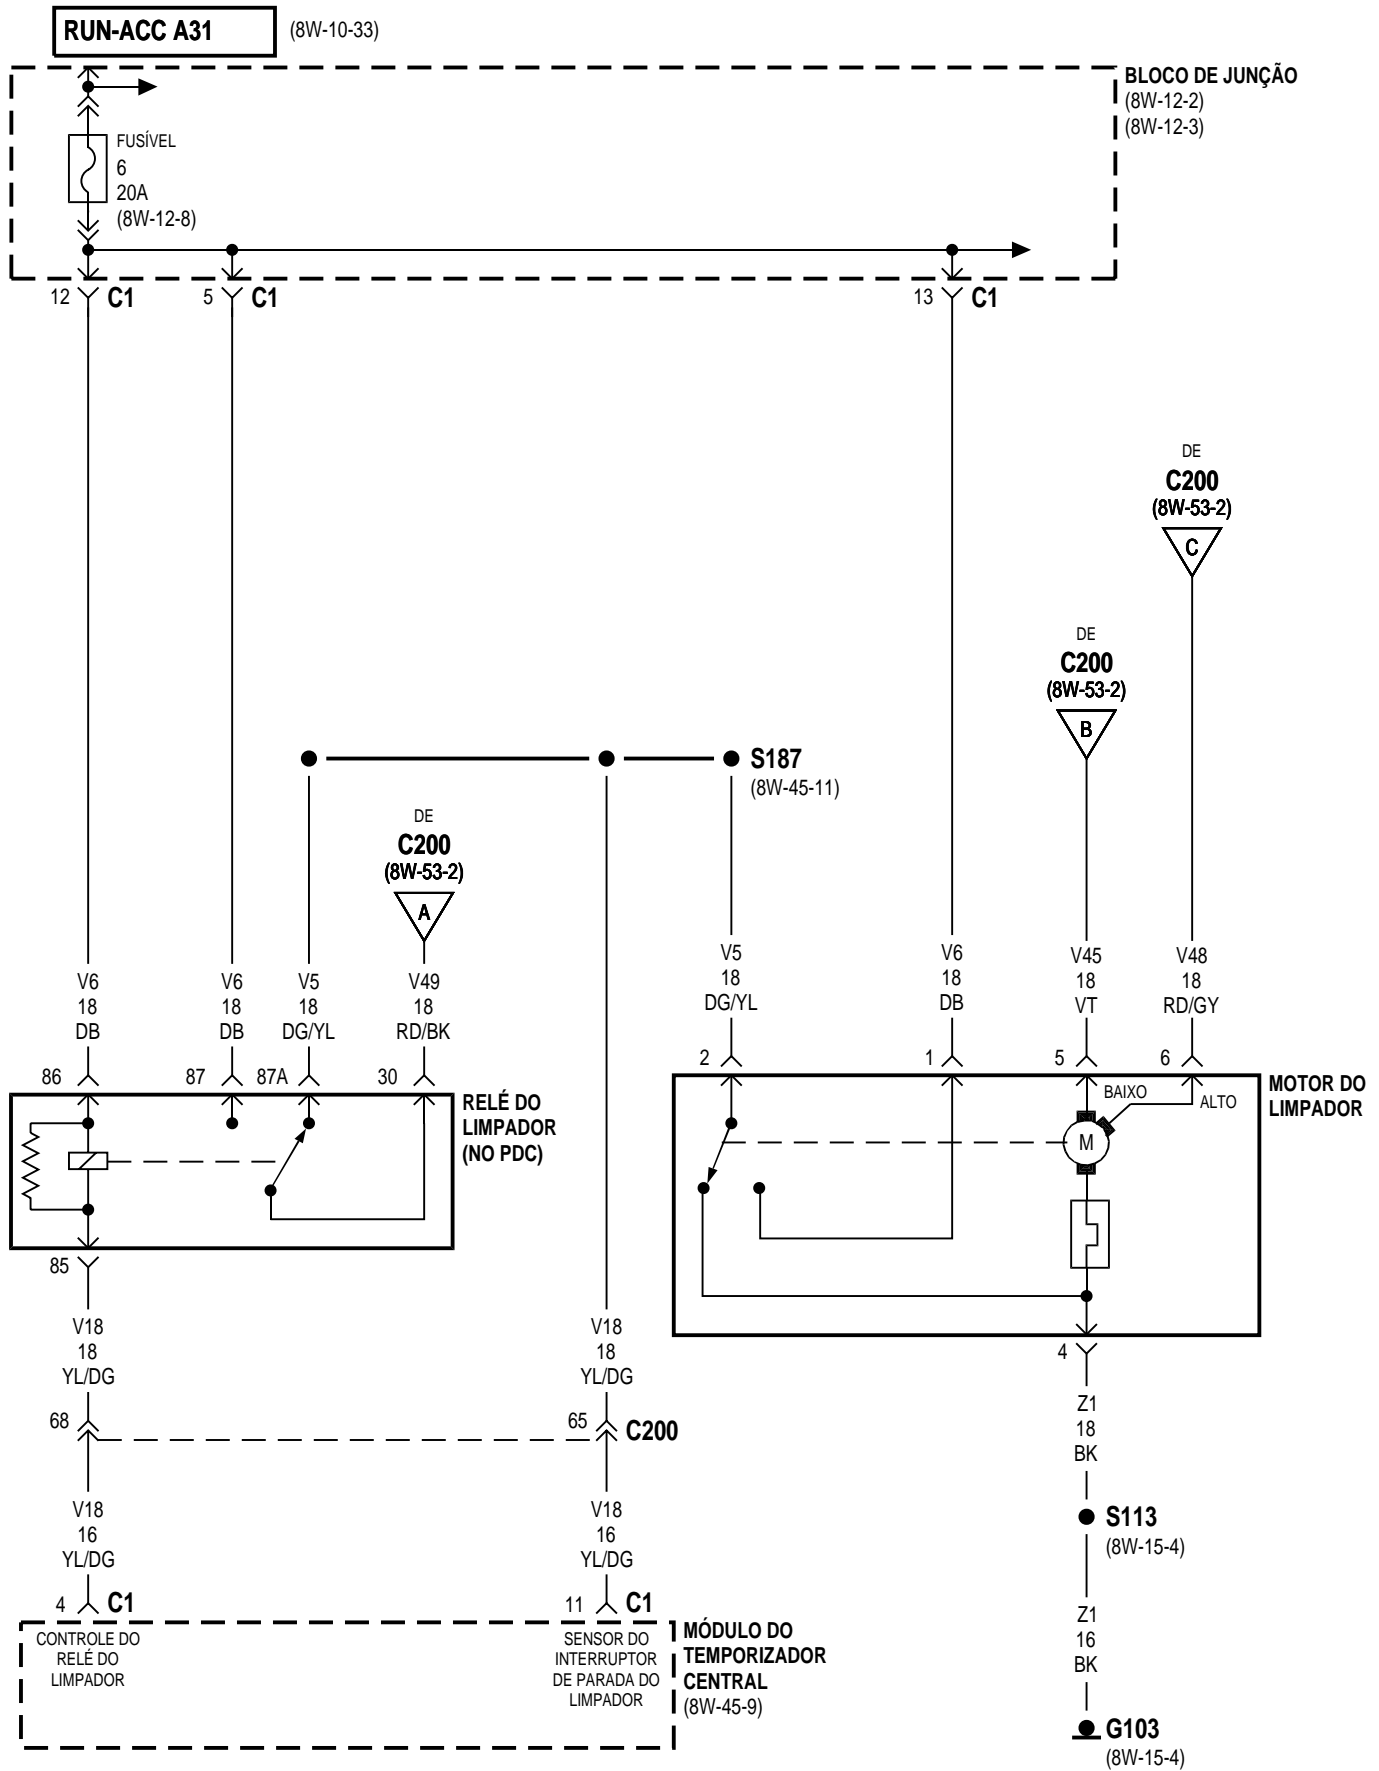 RUN-ACC A31 (8W-10-33)
BLOCO DE JUNÇÃO
(8W-12-2)
(8W-12-3)
FUSÍVEL
6
20A
(8W-12-8)
12 C1 5 C1 13 C1
DE
C200
(8W-53-2)
C
DE
C200
(8W-53-2)
B
S187
(8W-45-11)
DE
C200
(8W-53-2)
A
V5 V6 V45 V48
18 18 18 18
DG/YL DB VT RD/GY
V6 V6 V5 V49
18 18 18 18
DB DB DG/YL RD/BK
2 1 5 6
86 87 87A 30
MOTOR DO
LIMPADOR
BAIXO
ALTO
M
RELÉ DO
LIMPADOR
(NO PDC)
85
4
V18 V18
18 18
YL/DG YL/DG
68 65 C200
Z1
18
BK
V18 V18
16 16
YL/DG YL/DG
S113
(8W-15-4)
4 C1 11 C1
Z1
16
BK
CONTROLE DO
RELÉ DO
LIMPADOR
SENSOR DO
INTERRUPTOR
DE PARADA DO
LIMPADOR
MÓDULO DO
TEMPORIZADOR
CENTRAL
(8W-45-9)
G103
(8W-15-4)